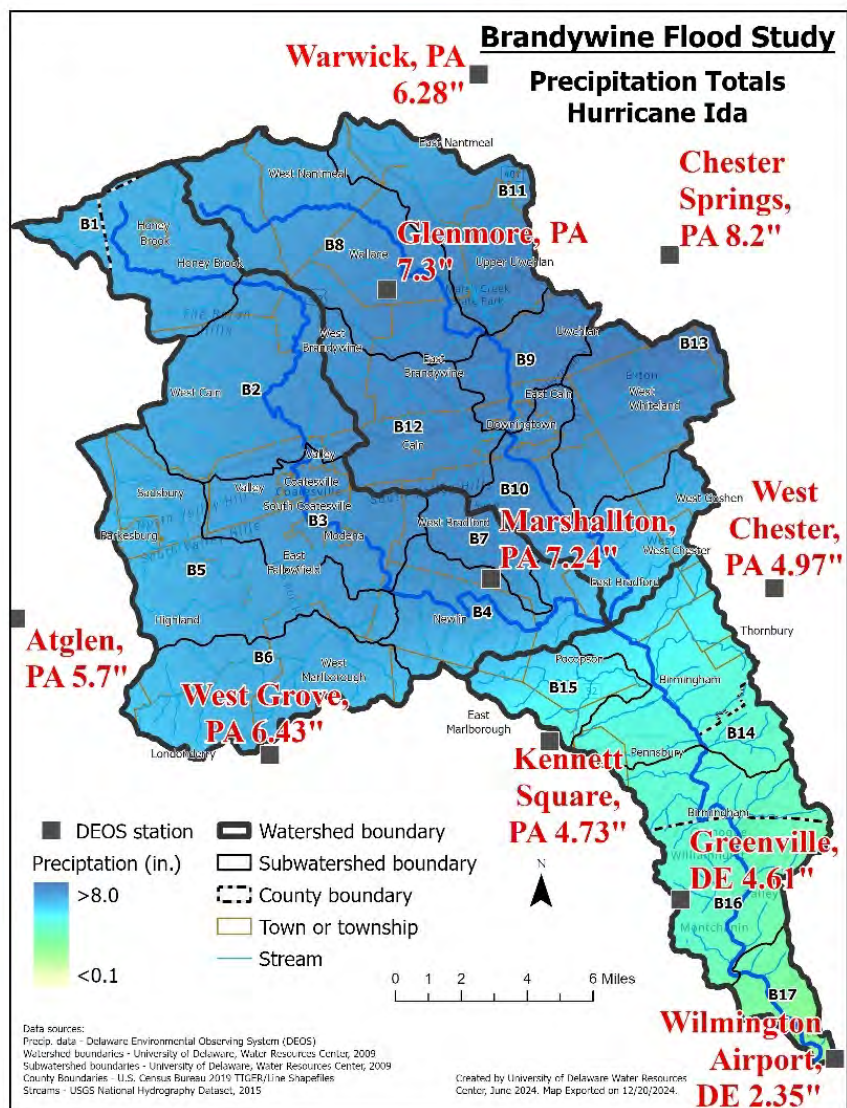 Brandywine Flood Study
Precipitation Totals
Hurricane Ida
Warwick, PA
6.28"
East Nantmeal
Chester
Springs,
PA 8.2"
West Nantmeal
B11
B1
Honey
Brook
B8
Wallace
Glenmore, PA
7.3"
Honey Brook
Upper Uwchlan
West
Brandywine
Uwchlan
B13
B9
East
Brandywine
West
Whiteland
B2
West Caln
East Caln
B12
Downingtown
Caln
Valley
Sadsbury
Valley
Coatesville
South Coatesville
B10
West Goshen
West
Chester,
PA 4.97"
B3
Modena
West Bradford
Marshallton,
PA 7.24"
B7
West Chester
Parkesburg
East
Fallowfield
B5
East Bradford
B4
Newlin
Highland
Thornbury
Atglen,
PA 5.7"
B6
West
Marlborough
Pocopson
Birmingham
B15
West Grove,
PA 6.43"
East
Marlborough
B14
Londonderry
Pennsbury
Kennett
Square,
PA 4.73"
Birmingham
Greenville,
DE 4.61"
B16
Montchanin
B17
Wilmington
Airport,
DE 2.35"
DEOS station
Precipitation (in.)
>8.0
<0.1
Watershed boundary
Subwatershed boundary
County boundary
Town or township
Stream
N
0 1 2 4 6 Miles
Data sources:
Precip. data - Delaware Environmental Observing System (DEOS)
Watershed boundaries - University of Delaware, Water Resources Center, 2009
Subwatershed boundaries - University of Delaware, Water Resources Center, 2009
County Boundaries - U.S. Census Bureau 2019 TIGER/Line Shapefiles
Streams - USGS National Hydrography Dataset, 2015
Created by University of Delaware Water Resources
Center, June 2024. Map Exported on 12/20/2024.